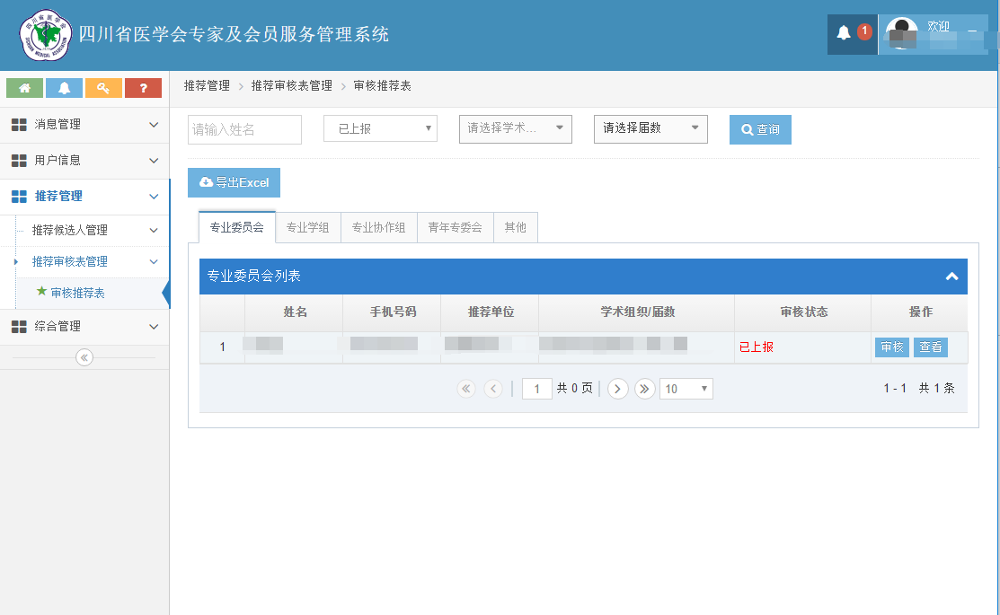 四川省医学会专家及会员服务管理系统
1
欢迎
?
推荐管理 推荐审核表管理 审核推荐表
消息管理
用户信息
推荐管理
推荐候选人管理
推荐审核表管理
审核推荐表
综合管理
请输入姓名 已上报 请选择学术... 请选择届数 查询
导出Excel
专业委员会 专业学组 专业协作组 青年专委会 其他
专业委员会列表
姓名 手机号码 推荐单位 学术组织/届数 审核状态 操作
1 已上报 审核 查看
1 共 0 页 10 1 - 1 共 1 条